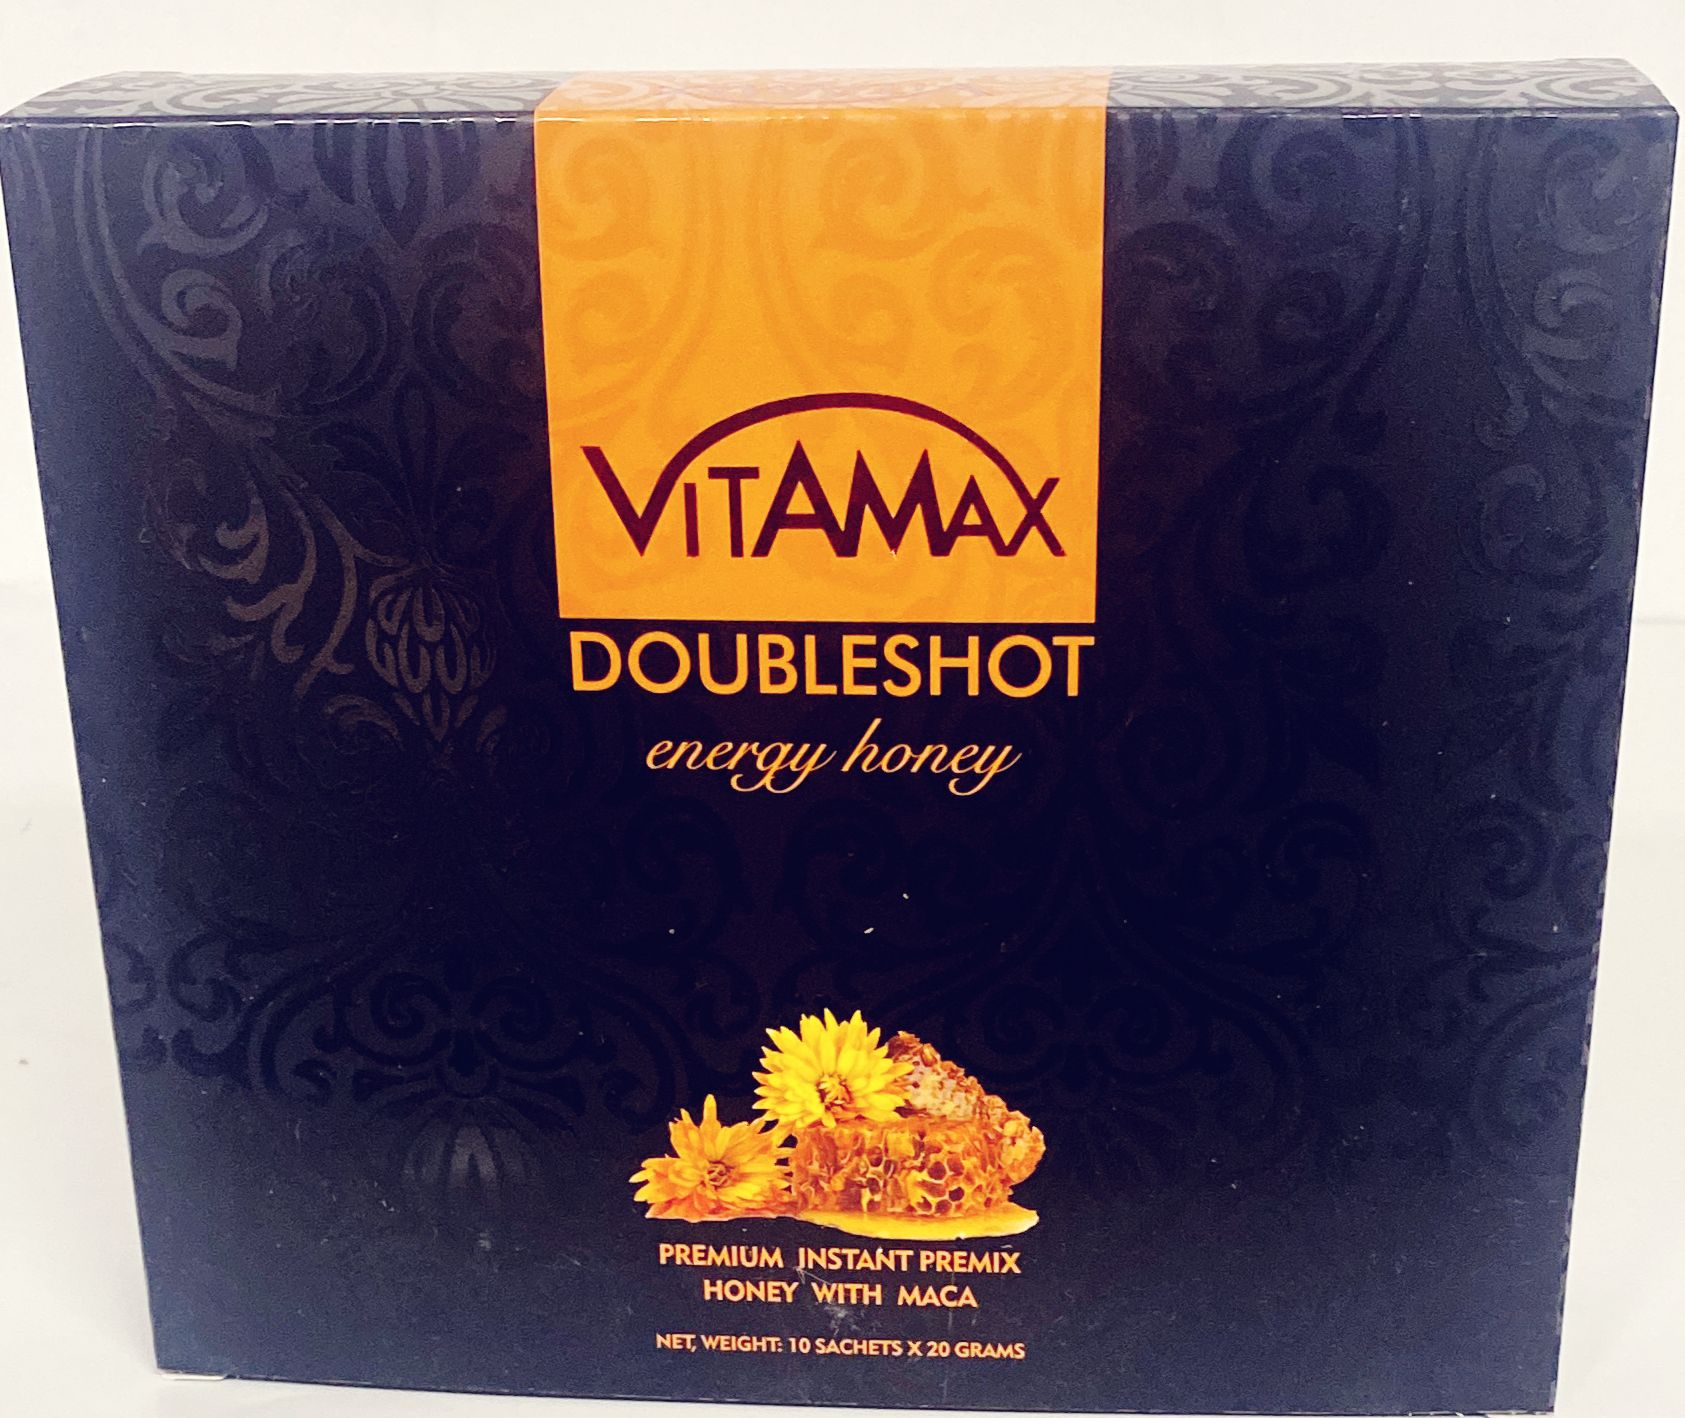 VITAMAX
DOUBLESHOT
energy honey
PREMIUM INSTANT PREMIX
HONEY WITH MACA
NET, WEIGHT: 10 SACHETS X 20 GRAMS